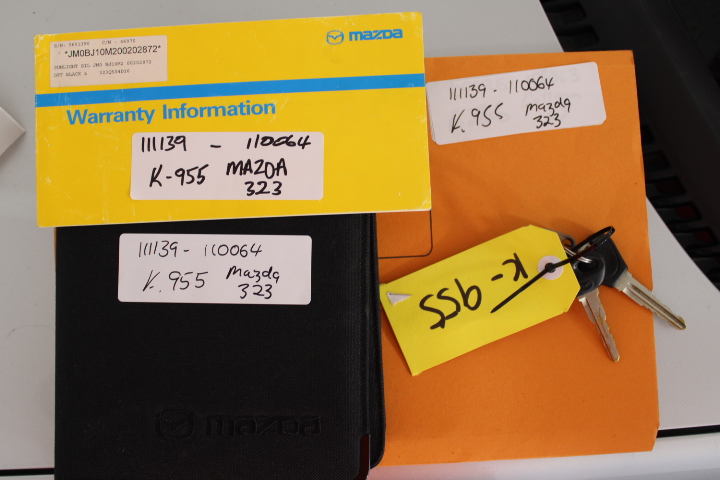 *JM0BJ10M200202872*
mazda
Warranty Information
111139 - 110064
K-955 MAZDA
323
111139 - 110064
K.955 Mazda
323
111139 - 110064
K.955 Mazda
323
K-955
mazda